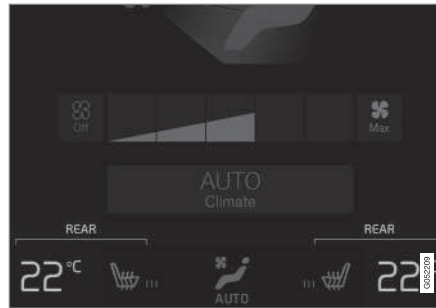 Off
Max
AUTO
Climate
REAR REAR
22°C 22
AUTO
G052209